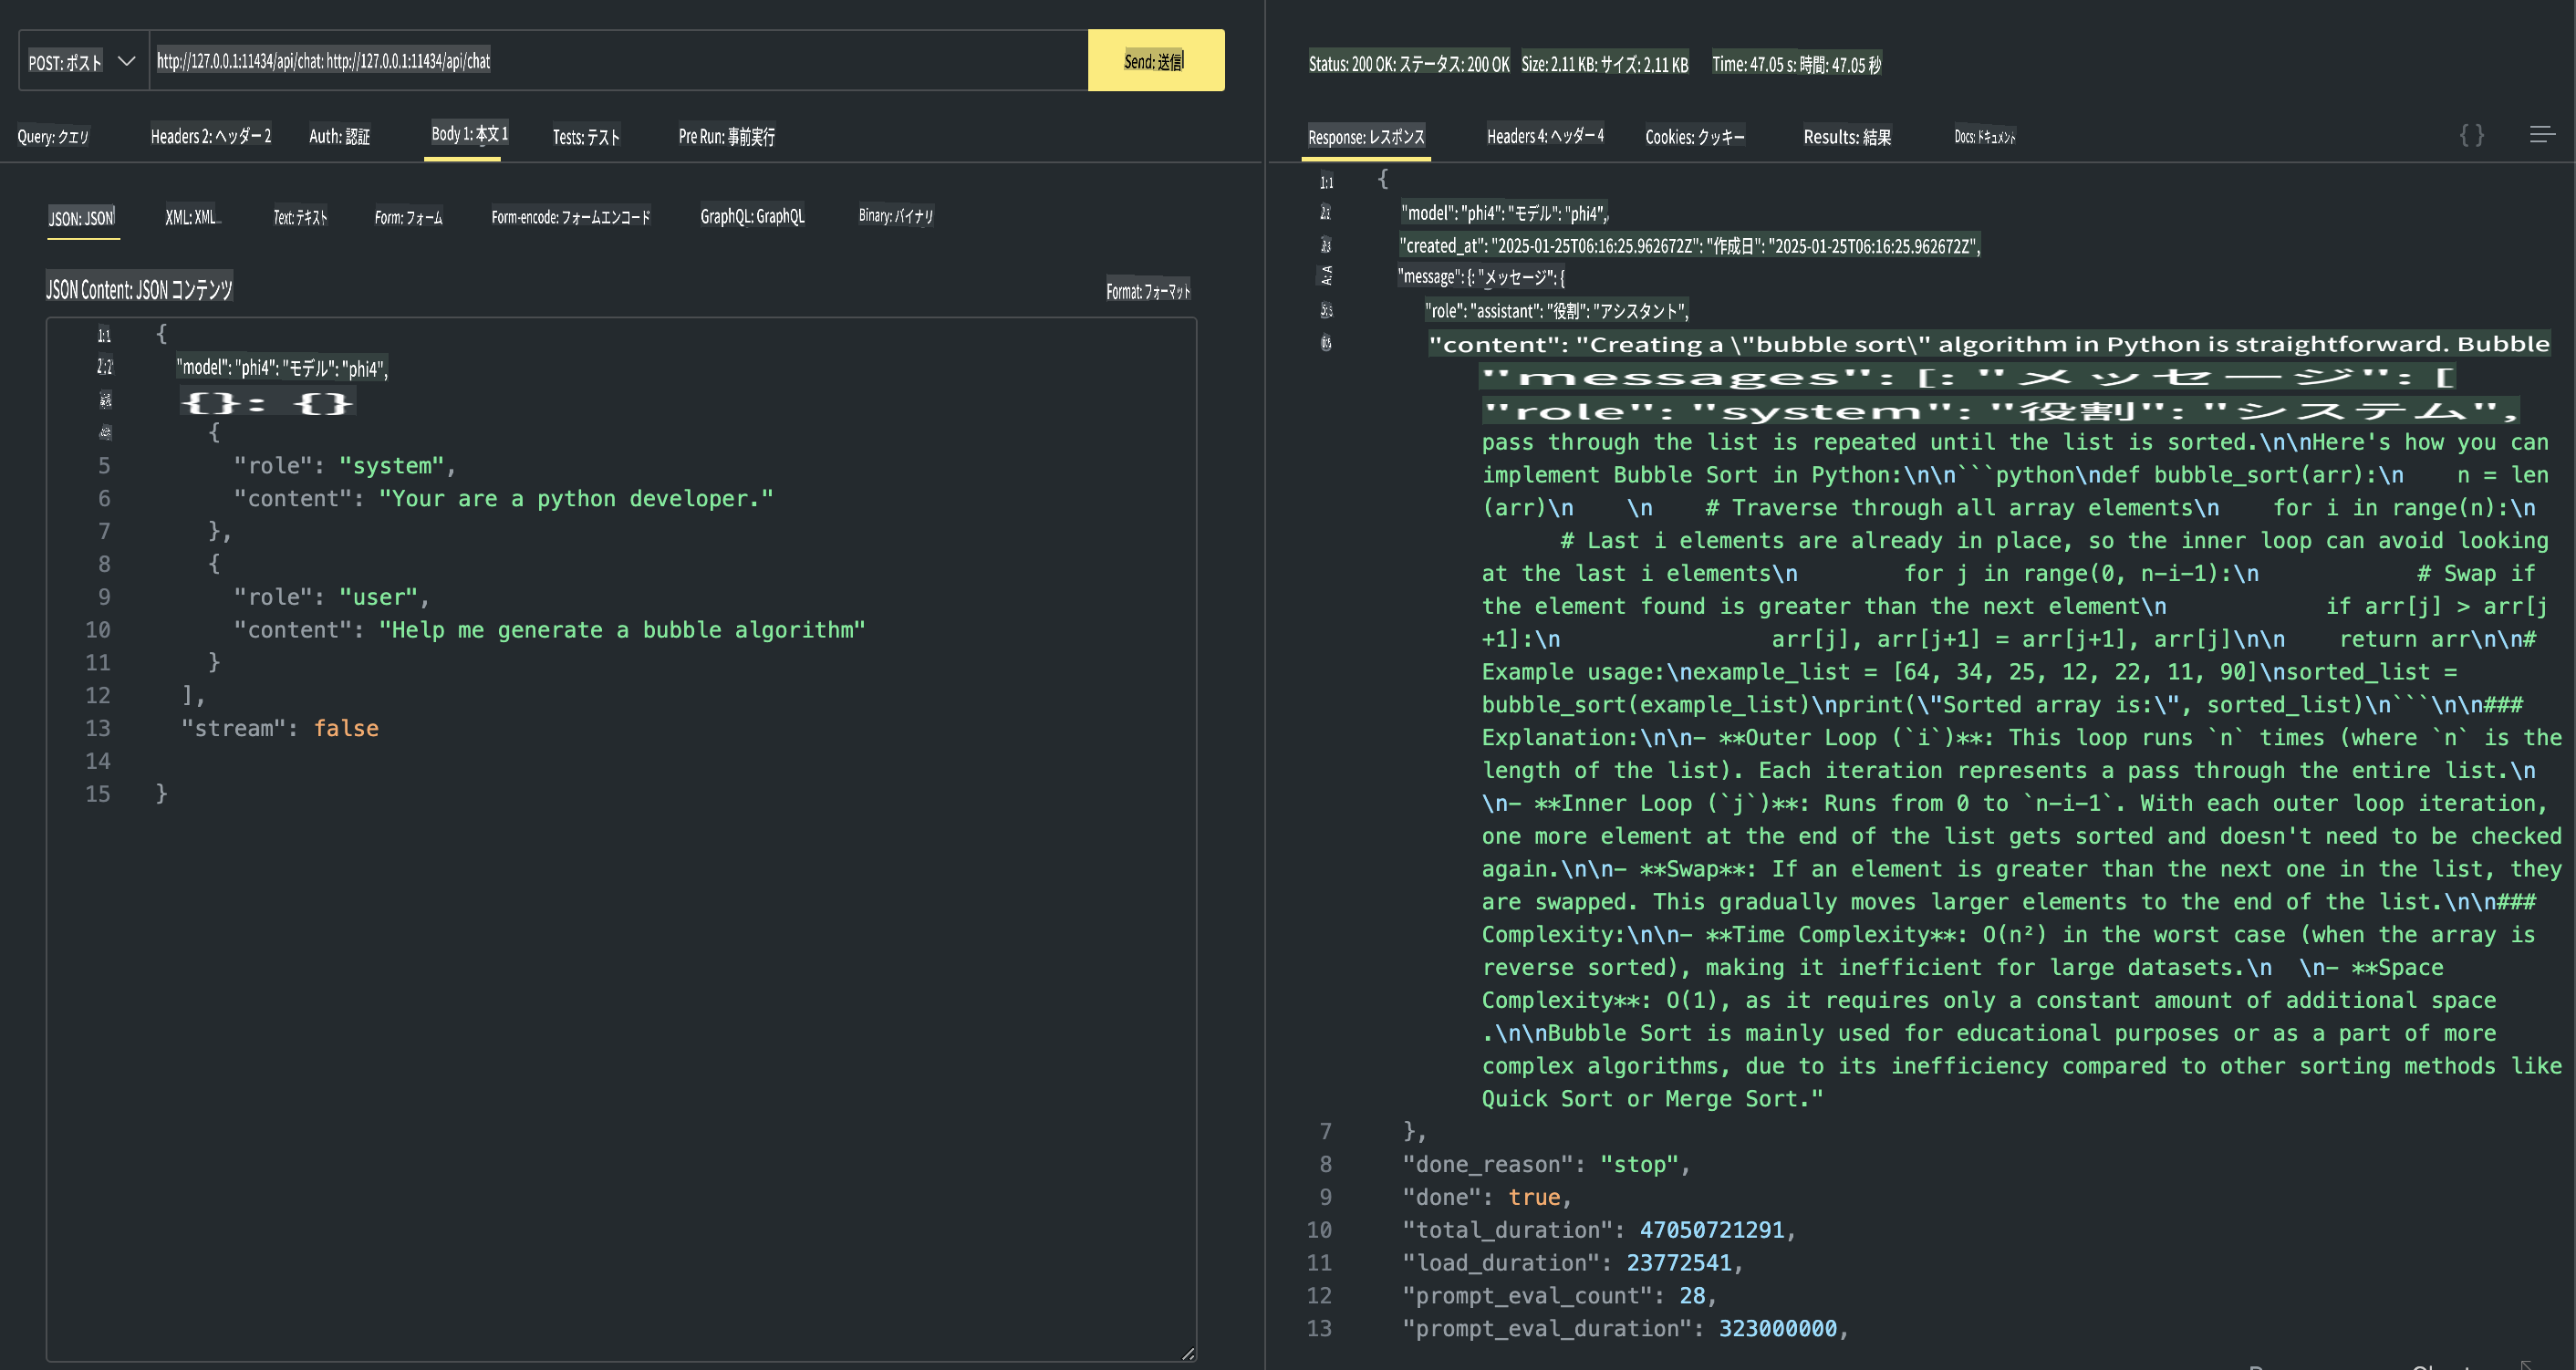 POST: ポスト
http://127.0.0.1:11434/api/chat: http://127.0.0.1:11434/api/chat
Send: 送信
Query: クエリ
Headers 2: ヘッダー 2
Auth: 認証
Body 1: 本文 1
Tests: テスト
Pre Run: 事前実行
JSON: JSON
XML: XML
Text: テキスト
Form: フォーム
Form-encode: フォームエンコード
GraphQL: GraphQL
Binary: バイナリ
JSON Content: JSON コンテンツ
Format: フォーマット
1:1 {
2:2 "model": "phi4": "モデル": "phi4",
{}: {}
{
5 "role": "system",
6 "content": "Your are a python developer."
7 },
8 {
9 "role": "user",
10 "content": "Help me generate a bubble algorithm"
11 }
12 ],
13 "stream": false
14
15 }
Status: 200 OK: ステータス: 200 OK
Size: 2.11 KB: サイズ: 2.11 KB
Time: 47.05 s: 時間: 47.05 秒
Response: レスポンス
Headers 4: ヘッダー 4
Cookies: クッキー
Results: 結果
Docs: ドキュメント
{ }
1:1 {
"model": "phi4": "モデル": "phi4",
"created_at": "2025-01-25T06:16:25.962672Z": "作成日": "2025-01-25T06:16:25.962672Z",
A: A "message": {: "メッセージ": {
"role": "assistant": "役割": "アシスタント",
"content": "Creating a \"bubble sort\" algorithm in Python is straightforward. Bubble
"messages": [: "メッセージ": [
"role": "system": "役割": "システム",
pass through the list is repeated until the list is sorted.\n\nHere's how you can
implement Bubble Sort in Python:\n\n```python\ndef bubble_sort(arr):\n    n = len
(arr)\n    \n    # Traverse through all array elements\n    for i in range(n):\n
# Last i elements are already in place, so the inner loop can avoid looking
at the last i elements\n        for j in range(0, n-i-1):\n            # Swap if
the element found is greater than the next element\n            if arr[j] > arr[j
+1]:\n                arr[j], arr[j+1] = arr[j+1], arr[j]\n\n    return arr\n\n#
Example usage:\nexample_list = [64, 34, 25, 12, 22, 11, 90]\nsorted_list =
bubble_sort(example_list)\nprint(\"Sorted array is:\", sorted_list)\n```\n\n###
Explanation:\n\n- **Outer Loop (`i`)**: This loop runs `n` times (where `n` is the
length of the list). Each iteration represents a pass through the entire list.\n
\n- **Inner Loop (`j`)**: Runs from 0 to `n-i-1`. With each outer loop iteration,
one more element at the end of the list gets sorted and doesn't need to be checked
again.\n\n- **Swap**: If an element is greater than the next one in the list, they
are swapped. This gradually moves larger elements to the end of the list.\n\n###
Complexity:\n\n- **Time Complexity**: O(n²) in the worst case (when the array is
reverse sorted), making it inefficient for large datasets.\n  \n- **Space
Complexity**: O(1), as it requires only a constant amount of additional space
.\n\nBubble Sort is mainly used for educational purposes or as a part of more
complex algorithms, due to its inefficiency compared to other sorting methods like
Quick Sort or Merge Sort."
7 },
8 "done_reason": "stop",
9 "done": true,
10 "total_duration": 47050721291,
11 "load_duration": 23772541,
12 "prompt_eval_count": 28,
13 "prompt_eval_duration": 323000000,